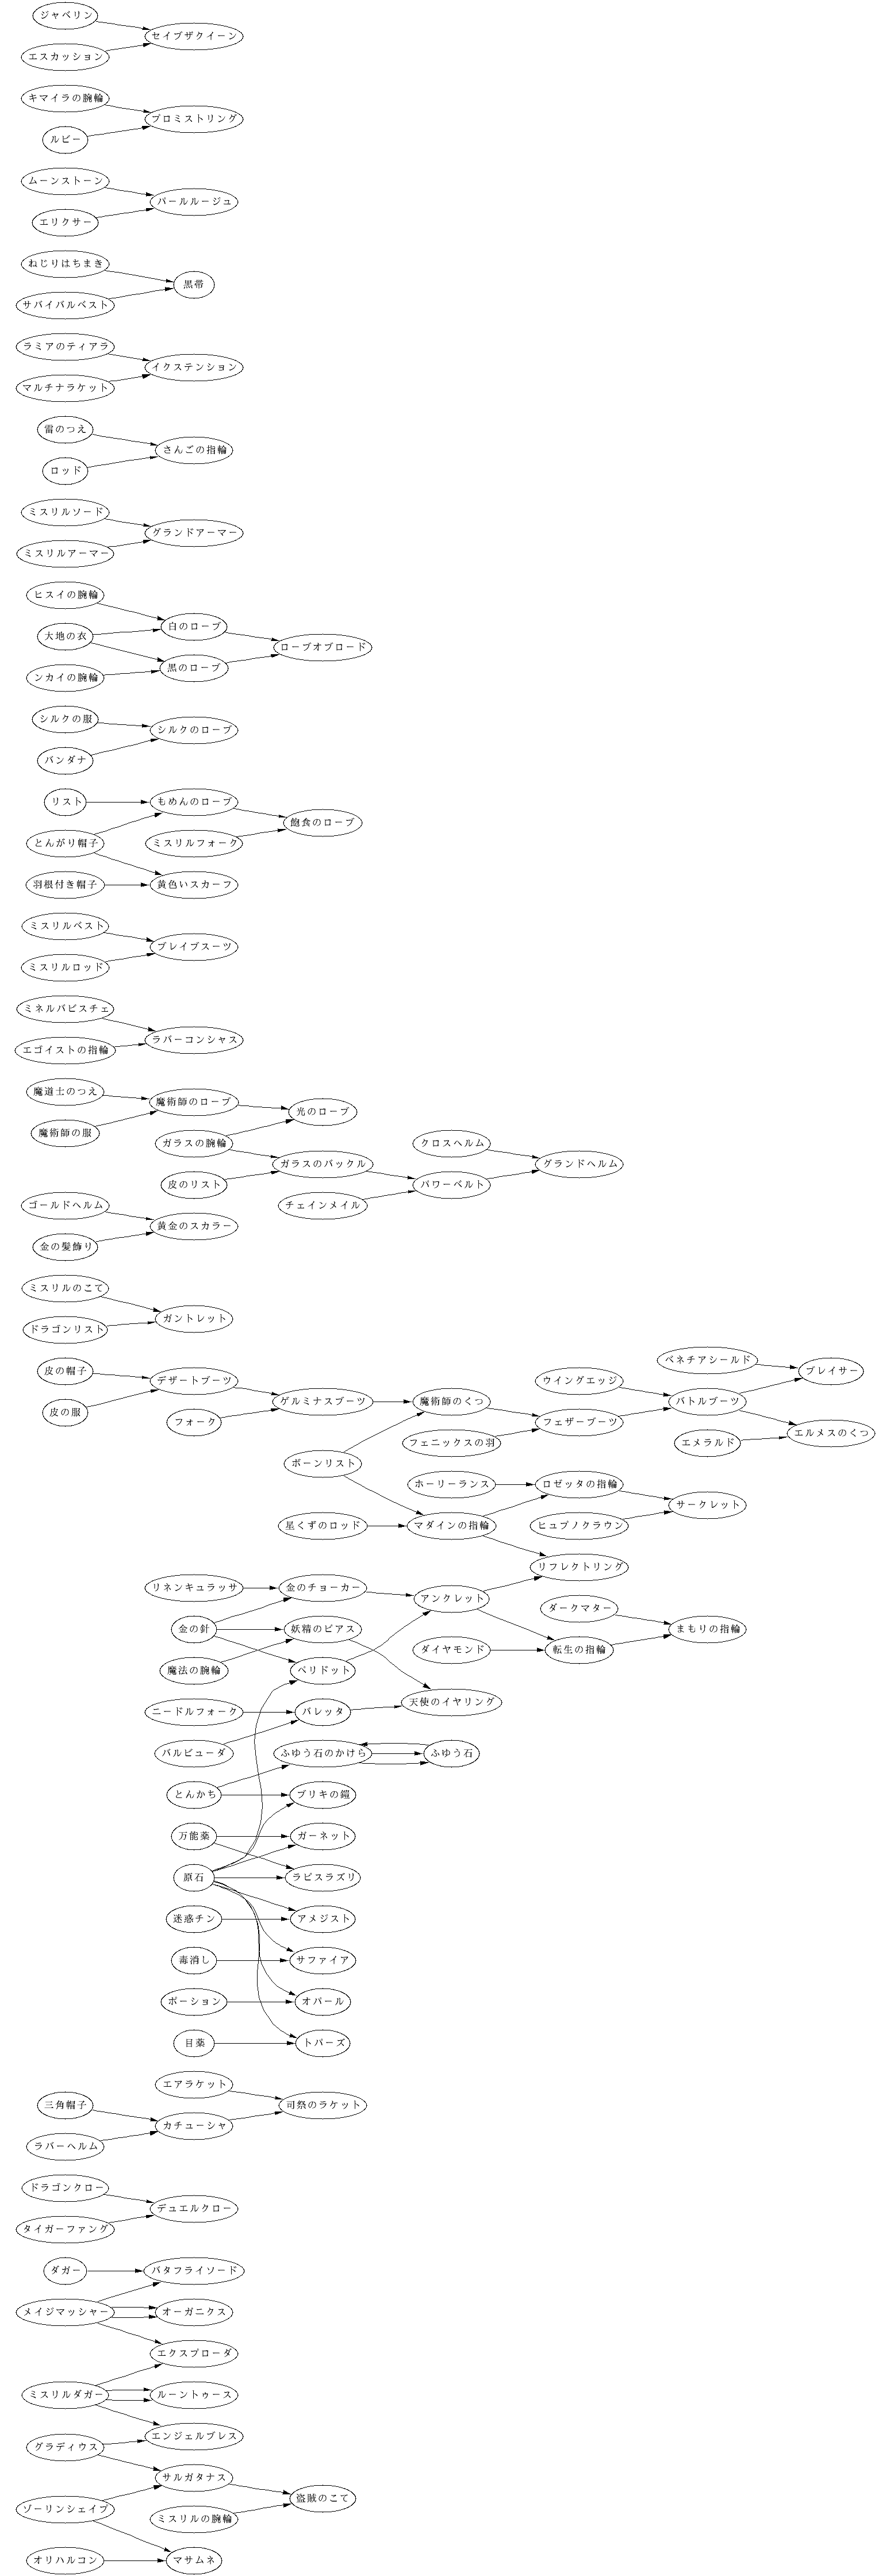 ジャベリン
エスカッション
セイブザクイーン
キマイラの腕輪
ルビー
プロミストリング
ムーンストーン
エリクサー
バールルージュ
ねじりはちまき
サバイバルベスト
黒帯
ラミアのティアラ
マルチナラケット
イクステンション
雷のつえ
ロッド
さんごの指輪
ミスリルソード
ミスリルアーマー
グランドアーマー
ヒスイの腕輪
大地の衣
ンカイの腕輪
白のローブ
黒のローブ
ローブオブロード
シルクの服
バンダナ
シルクのローブ
リスト
とんがり帽子
羽根付き帽子
もめんのローブ
ミスリルフォーク
黄色いスカーフ
飽食のローブ
ミスリルベスト
ミスリルロッド
ブレイブスーツ
ミネルバビスチェ
エゴイストの指輪
ラバーコンシャス
魔道士のつえ
魔術師の服
魔術師のローブ
ガラスの腕輪
皮のリスト
光のローブ
ガラスのバックル
チェインメイル
クロスヘルム
パワーベルト
グランドヘルム
ゴールドヘルム
金の髪飾り
黄金のスカラー
ミスリルのこて
ドラゴンリスト
ガントレット
皮の帽子
皮の服
デザートブーツ
フォーク
ゲルミナスブーツ
ボーンリスト
魔術師のくつ
フェニックスの羽
ウイングエッジ
フェザーブーツ
ベネチアシールド
バトルブーツ
エメラルド
ブレイサー
エルメスのくつ
星くずのロッド
ホーリーランス
マダインの指輪
ロゼッタの指輪
ヒュプノクラウン
サークレット
リフレクトリング
リネンキュラッサ
金の針
魔法の腕輪
金のチョーカー
妖精のピアス
ペリドット
アンクレット
ダイヤモンド
ダークマター
転生の指輪
まもりの指輪
ニードルフォーク
バルビューダ
バレッタ
天使のイヤリング
とんかち
ふゆう石のかけら
ふゆう石
ブリキの鎧
万能薬
原石
ガーネット
ラピスラズリ
迷惑チン
アメジスト
毒消し
サファイア
ポーション
オパール
目薬
トパーズ
三角帽子
ラバーヘルム
エアラケット
カチューシャ
司祭のラケット
ドラゴンクロー
タイガーファング
デュエルクロー
ダガー
メイジマッシャー
バタフライソード
オーガニクス
エクスプローダ
ミスリルダガー
ルーントゥース
エンジェルブレス
グラディウス
ゾーリンシェイプ
サルガタナス
ミスリルの腕輪
盗賊のこて
オリハルコン
マサムネ